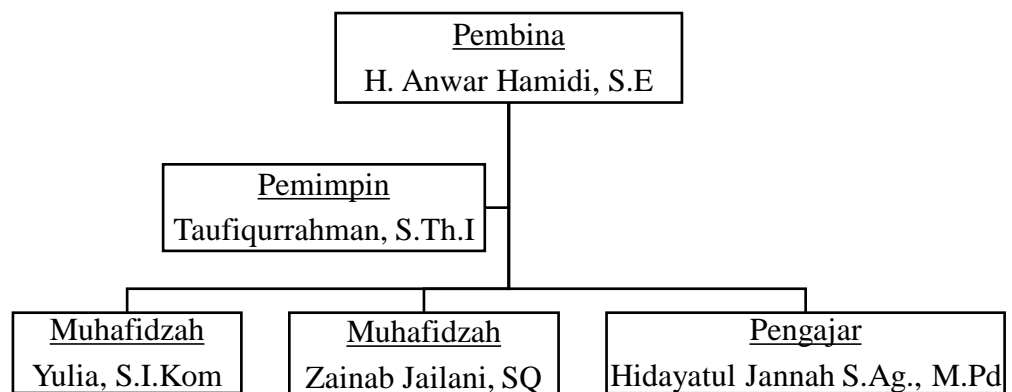 Pembina
H. Anwar Hamidi, S.E
Pemimpin
Taufiqurrahman, S.Th.I
Muhafidzah
Yulia, S.I.Kom
Muhafidzah
Zainab Jailani, SQ
Pengajar
Hidayatul Jannah S.Ag., M.Pd